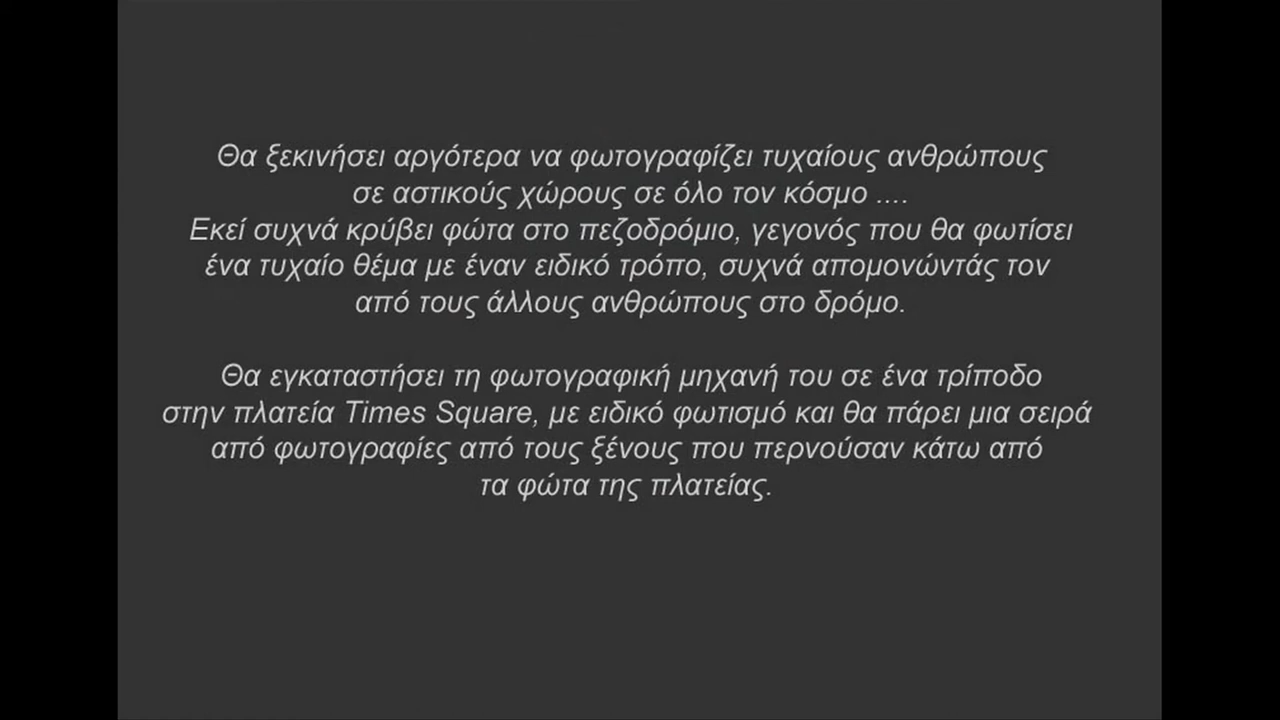 Θα ξεκινήσει αργότερα να φωτογραφίζει τυχαίους ανθρώπους
σε αστικούς χώρους σε όλο τον κόσμο ....
Εκεί συχνά κρύβει φώτα στο πεζοδρόμιο, γεγονός που θα φωτίσει
ένα τυχαίο θέμα με έναν ειδικό τρόπο, συχνά απομονώντάς τον
από τους άλλους ανθρώπους στο δρόμο.
Θα εγκαταστήσει τη φωτογραφική μηχανή του σε ένα τρίποδο
στην πλατεία Times Square, με ειδικό φωτισμό και θα πάρει μια σειρά
από φωτογραφίες από τους ξένους που περνούσαν κάτω από
τα φώτα της πλατείας.